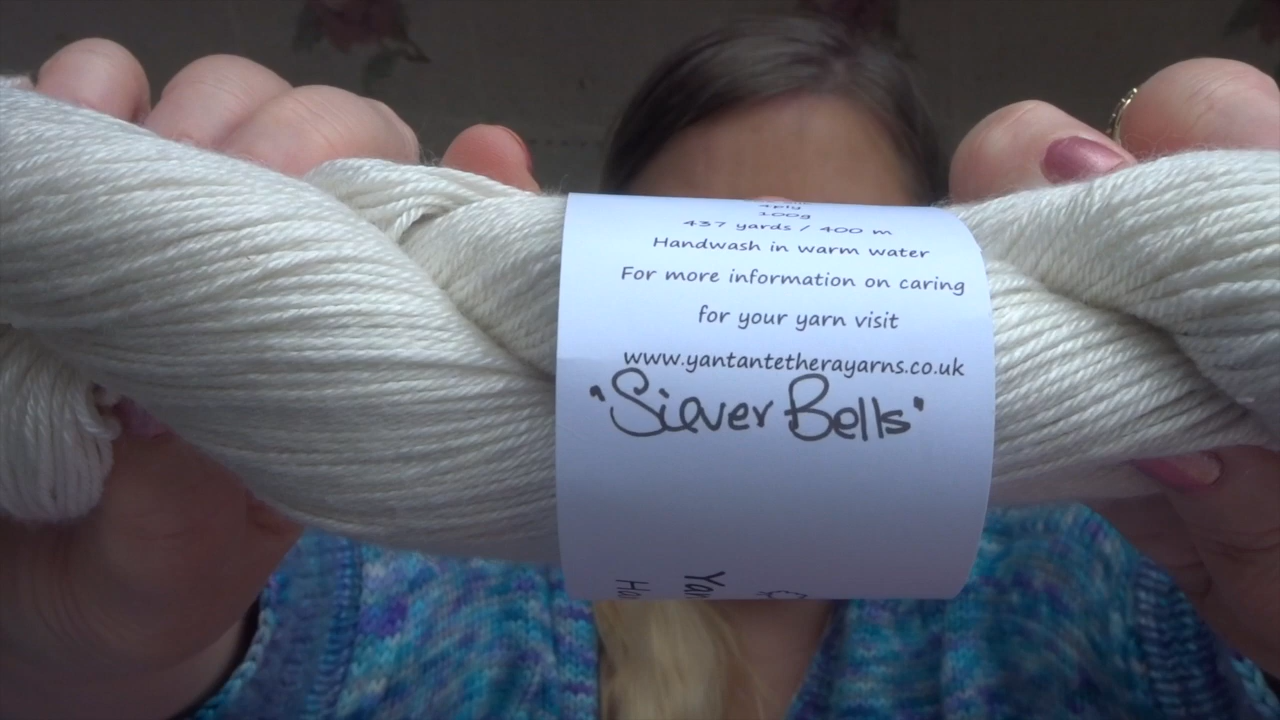 4ply
100g
437 yards / 400 m
Handwash in warm water
For more information on caring
for your yarn visit
www.yantantetherayarns.co.uk
"Silver Bells"
Yan